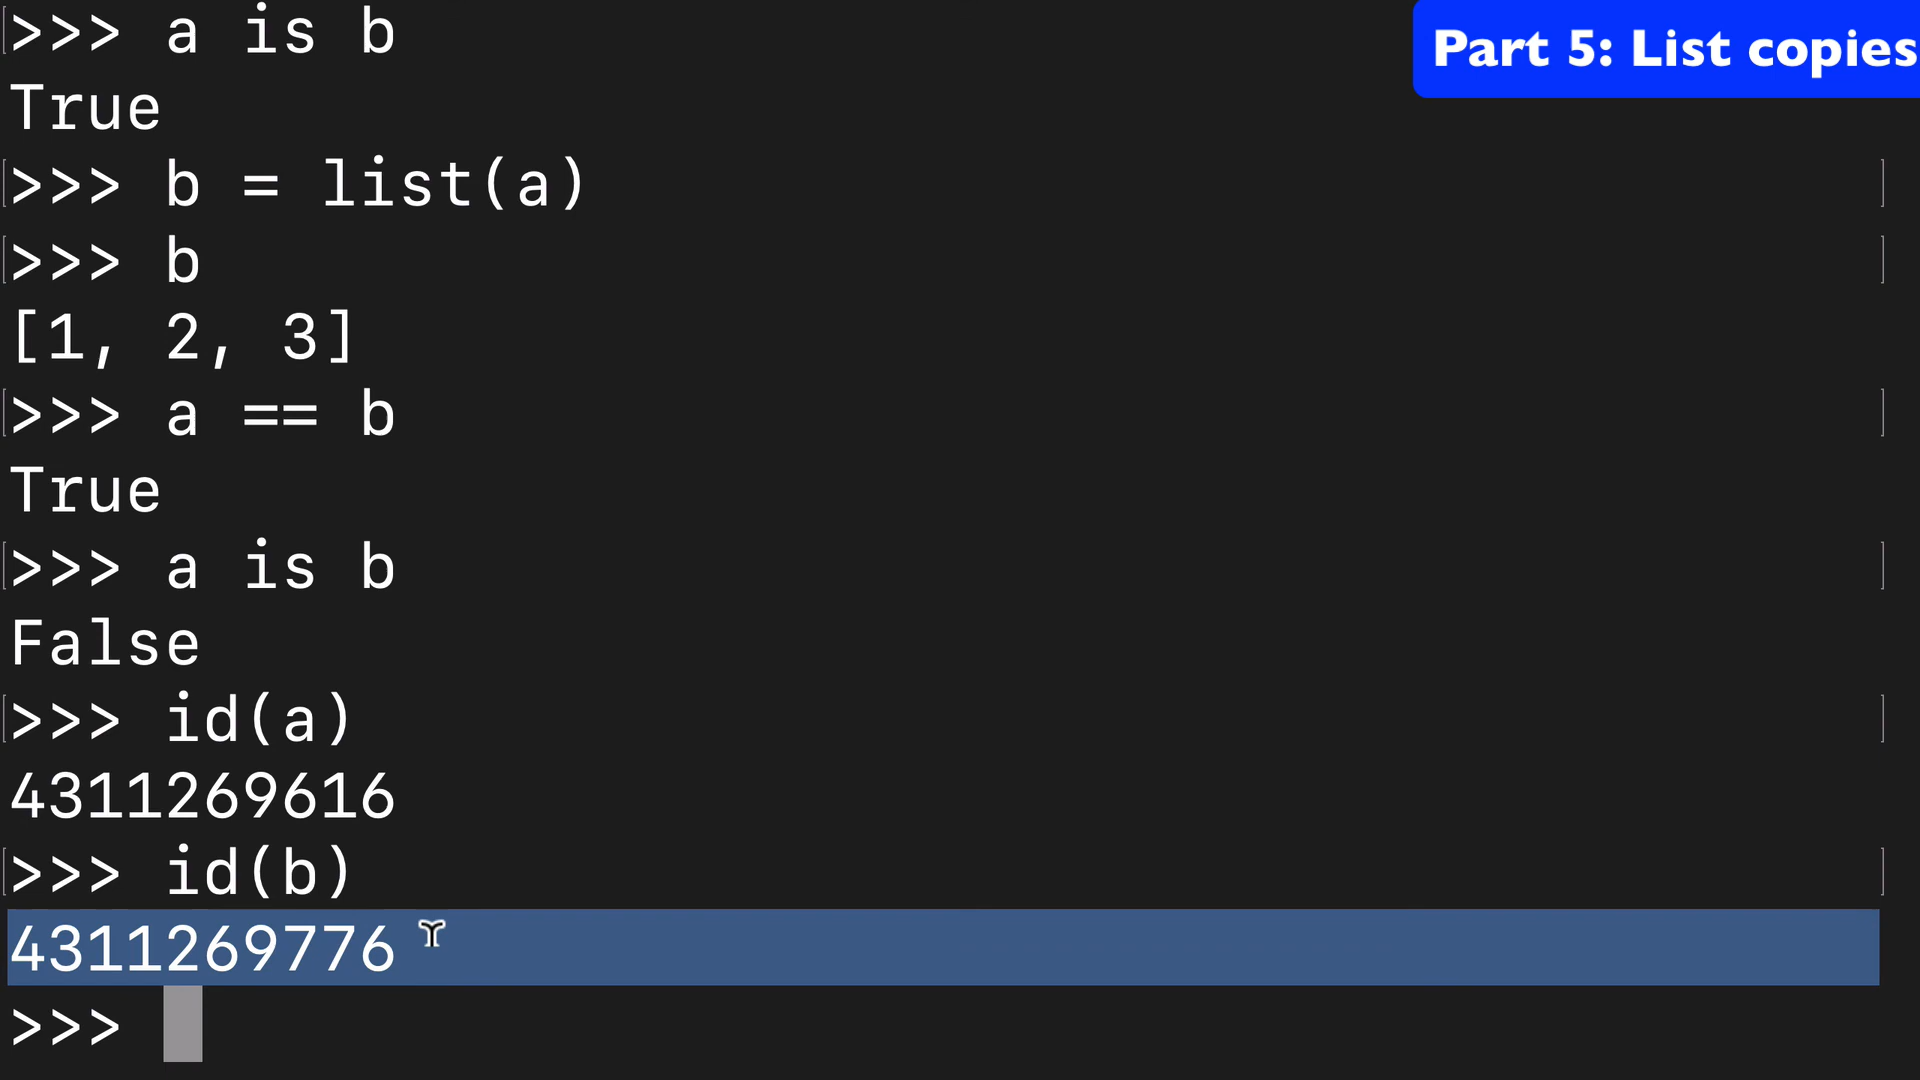 >>> a is b
Part 5: List copies
True
>>> b = list(a)
>>> b
[1, 2, 3]
>>> a == b
True
>>> a is b
False
>>> id(a)
4311269616
>>> id(b)
4311269776
>>>